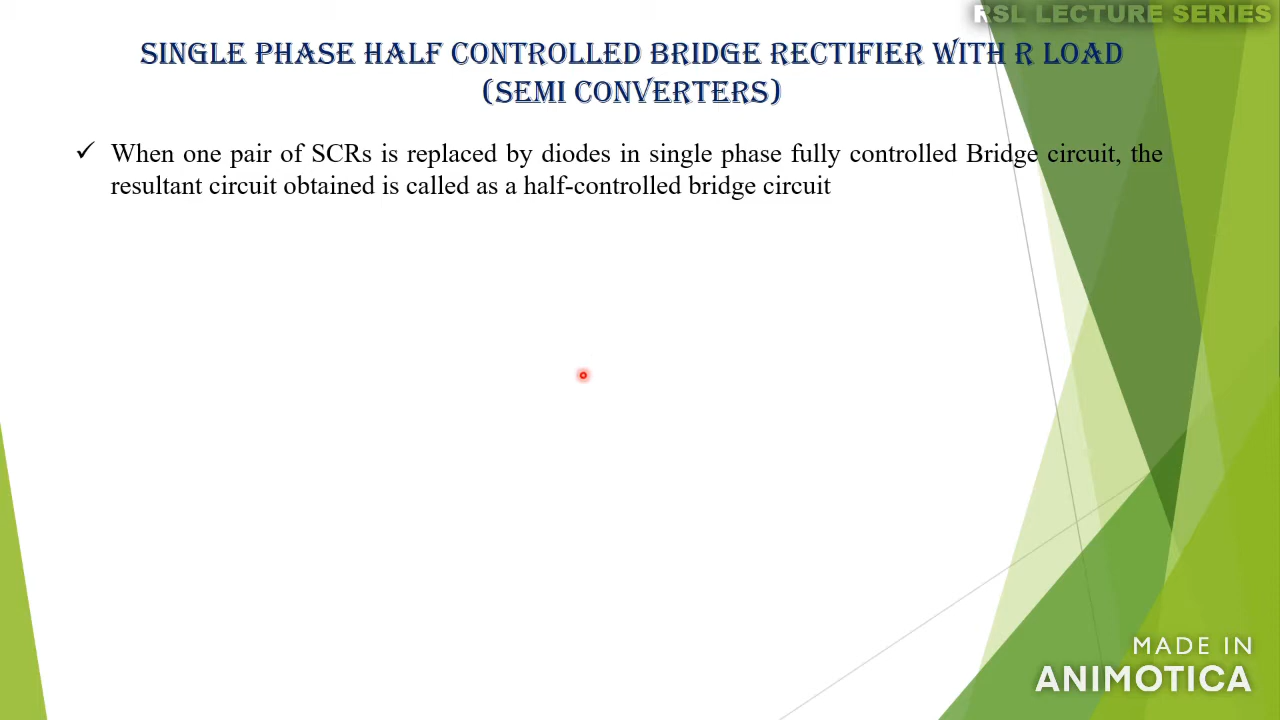 RSL LECTURE SERIES
SINGLE PHASE HALF CONTROLLED BRIDGE RECTIFIER WITH R LOAD
(SEMI CONVERTERS)
✓ When one pair of SCRs is replaced by diodes in single phase fully controlled Bridge circuit, the
resultant circuit obtained is called as a half-controlled bridge circuit
MADE IN
ANIMOTICA